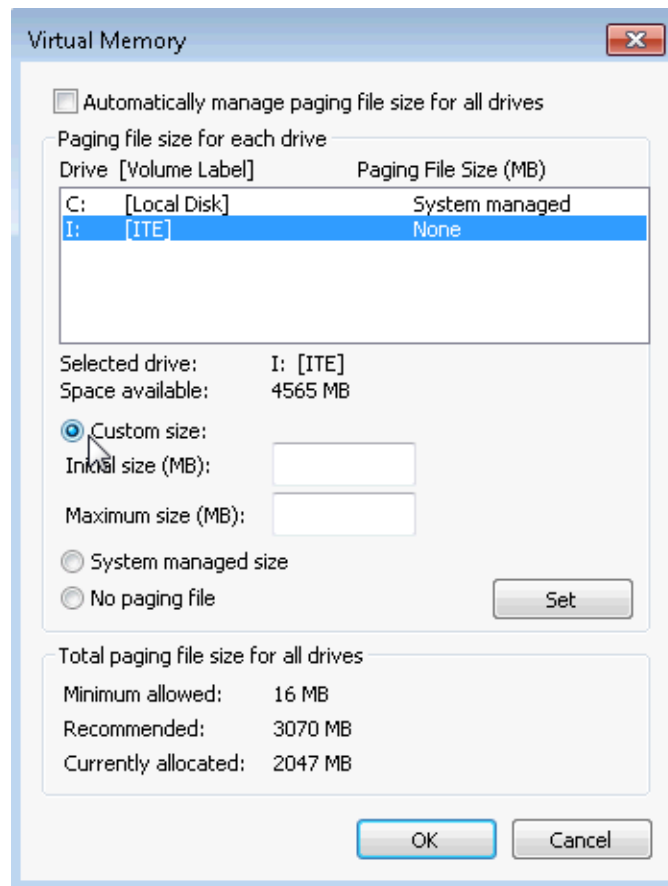 Virtual Memory
Automatically manage paging file size for all drives
Paging file size for each drive
Drive [Volume Label] Paging File Size (MB)
C: [Local Disk] System managed
I: [ITE] None
Selected drive: I: [ITE]
Space available: 4565 MB
Custom size:
Initial size (MB):
Maximum size (MB):
System managed size
No paging file Set
Total paging file size for all drives
Minimum allowed: 16 MB
Recommended: 3070 MB
Currently allocated: 2047 MB
OK Cancel